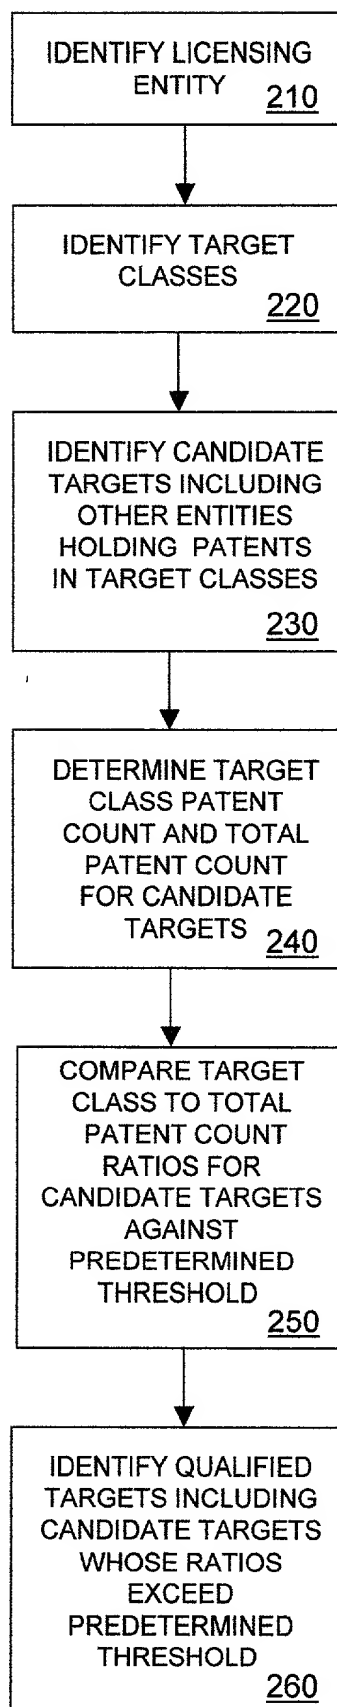 IDENTIFY LICENSING
ENTITY 210
IDENTIFY TARGET
CLASSES
220
IDENTIFY CANDIDATE
TARGETS INCLUDING
OTHER ENTITIES
HOLDING PATENTS
IN TARGET CLASSES
230
DETERMINE TARGET
CLASS PATENT
COUNT AND TOTAL
PATENT COUNT
FOR CANDIDATE
TARGETS 240
COMPARE TARGET
CLASS TO TOTAL
PATENT COUNT
RATIOS FOR
CANDIDATE TARGETS
AGAINST
PREDETERMINED
THRESHOLD
250
IDENTIFY QUALIFIED
TARGETS INCLUDING
CANDIDATE TARGETS
WHOSE RATIOS
EXCEED
PREDETERMINED
THRESHOLD
260